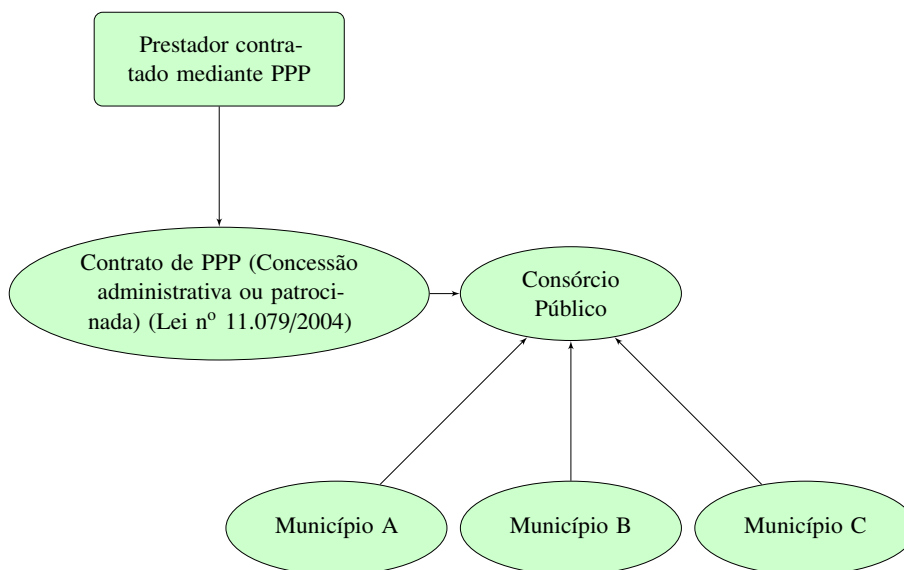 Prestador contra-
tado mediante PPP
Contrato de PPP (Concessão
administrativa ou patroci-
nada) (Lei nº 11.079/2004)
Consórcio
Público
Município A
Município B
Município C